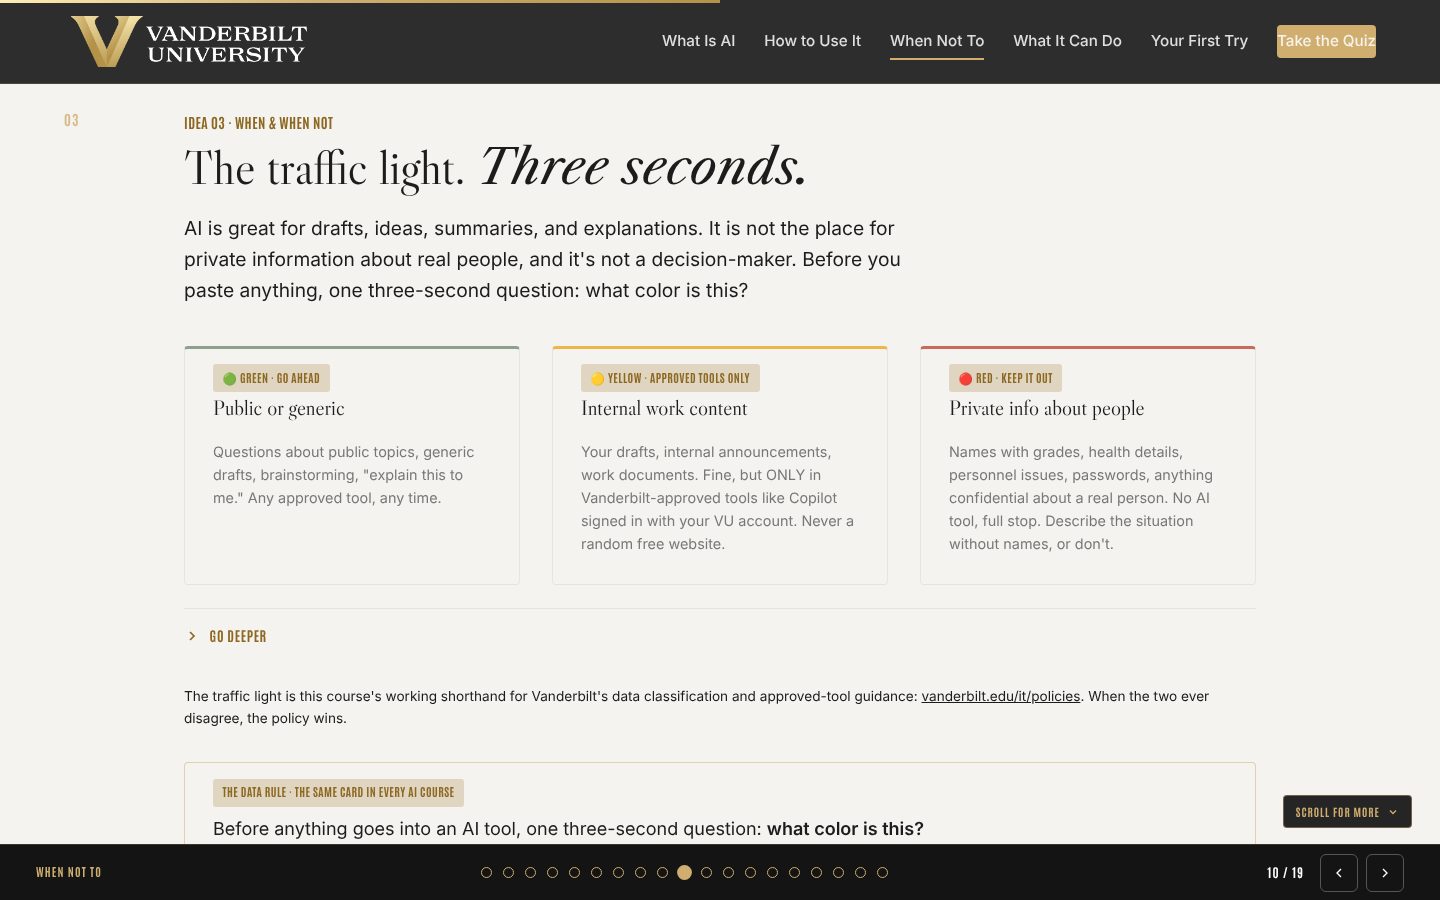 VANDERBILT
UNIVERSITY
What Is AI
How to Use It
When Not To
What It Can Do
Your First Try
Take the Quiz
03
IDEA 03 · WHEN & WHEN NOT
The traffic light. Three seconds.
AI is great for drafts, ideas, summaries, and explanations. It is not the place for
private information about real people, and it's not a decision-maker. Before you
paste anything, one three-second question: what color is this?
GREEN · GO AHEAD
Public or generic
Questions about public topics, generic
drafts, brainstorming, "explain this to
me." Any approved tool, any time.
YELLOW · APPROVED TOOLS ONLY
Internal work content
Your drafts, internal announcements,
work documents. Fine, but ONLY in
Vanderbilt-approved tools like Copilot
signed in with your VU account. Never a
random free website.
RED · KEEP IT OUT
Private info about people
Names with grades, health details,
personnel issues, passwords, anything
confidential about a real person. No AI
tool, full stop. Describe the situation
without names, or don't.
GO DEEPER
The traffic light is this course's working shorthand for Vanderbilt's data classification and approved-tool guidance: vanderbilt.edu/it/policies. When the two ever
disagree, the policy wins.
THE DATA RULE · THE SAME CARD IN EVERY AI COURSE
Before anything goes into an AI tool, one three-second question: what color is this?
SCROLL FOR MORE
WHEN NOT TO
10 / 19